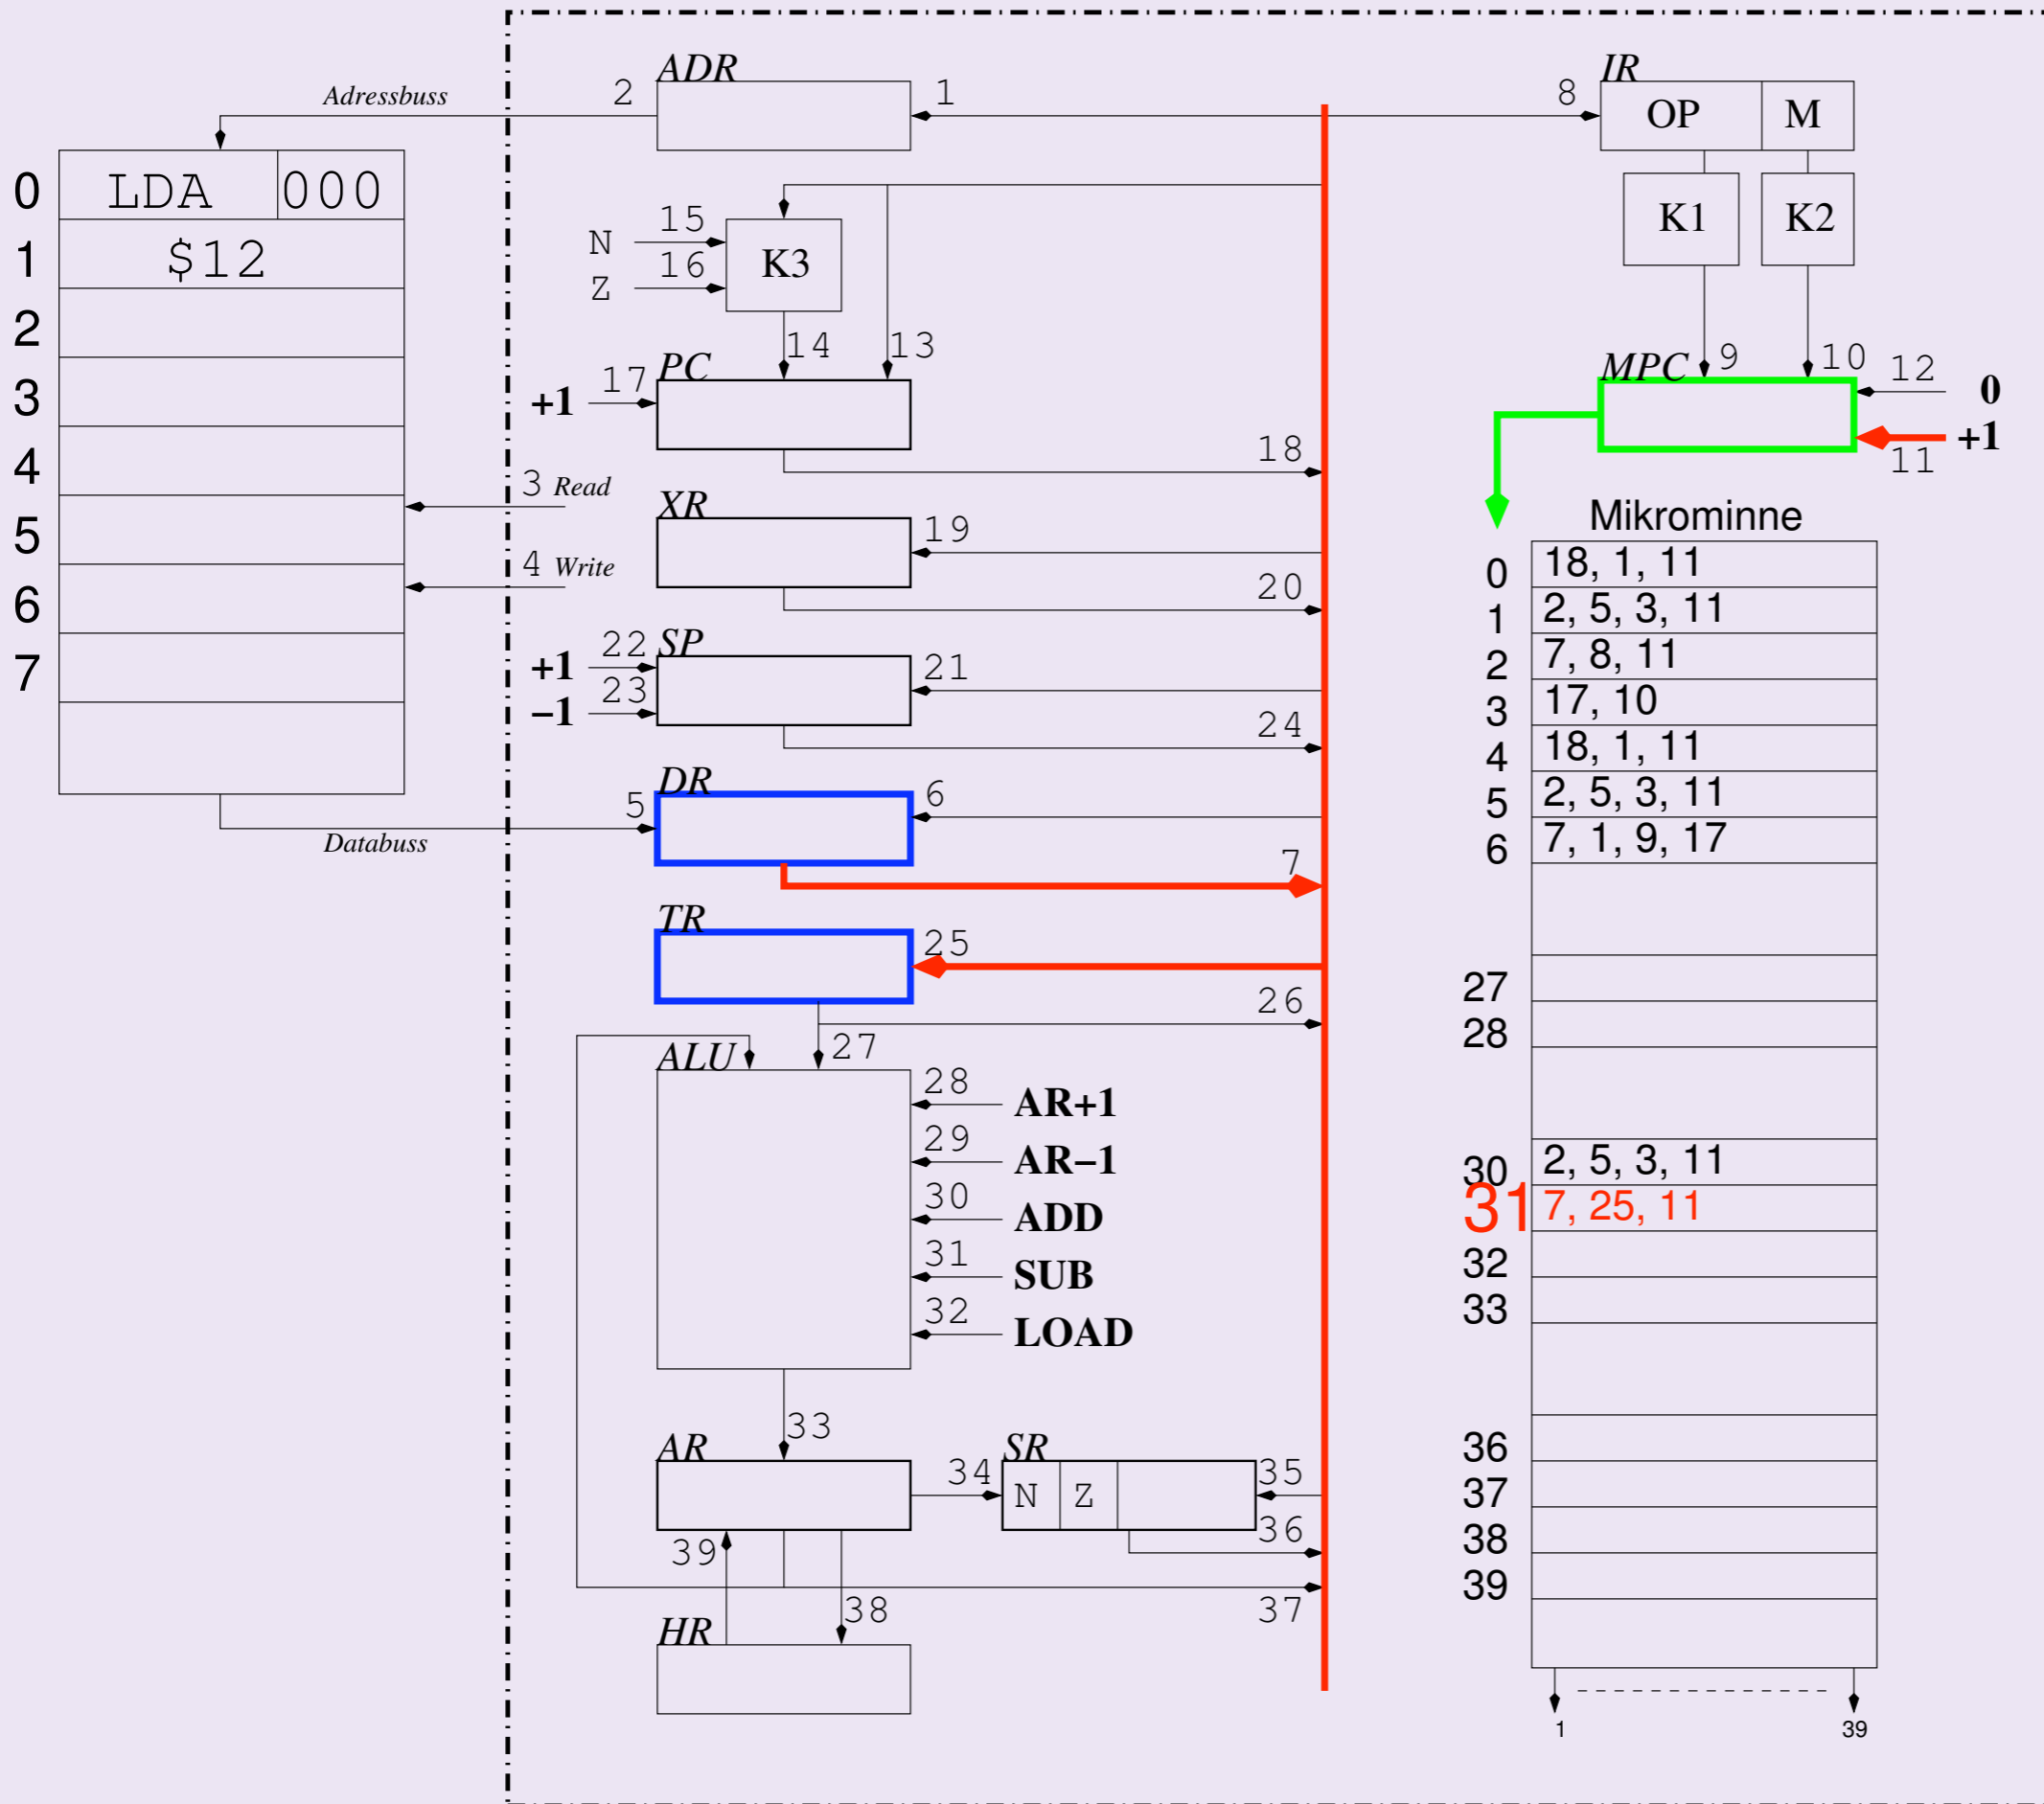 ADR
IR
Adressbuss
2
1
8
OP M
0 LDA 000
1 $12
2
3
4
5
6
7
N 15
Z 16
K3
K1 K2
14 13
PC
+1 17
18
MPC
9 10
12 0
11 +1
3 Read
4 Write
XR
19
20
SP
+1 22
−1 23
21
24
DR
5
6
7
Databuss
TR
25
26
27
ALU
28 AR+1
29 AR−1
30 ADD
31 SUB
32 LOAD
33
AR
34
SR
N Z
35
36
37
38
39
HR
Mikrominne
0 18, 1, 11
1 2, 5, 3, 11
2 7, 8, 11
3 17, 10
4 18, 1, 11
5 2, 5, 3, 11
6 7, 1, 9, 17
27
28
30 2, 5, 3, 11
31 7, 25, 11
32
33
36
37
38
39
1 39